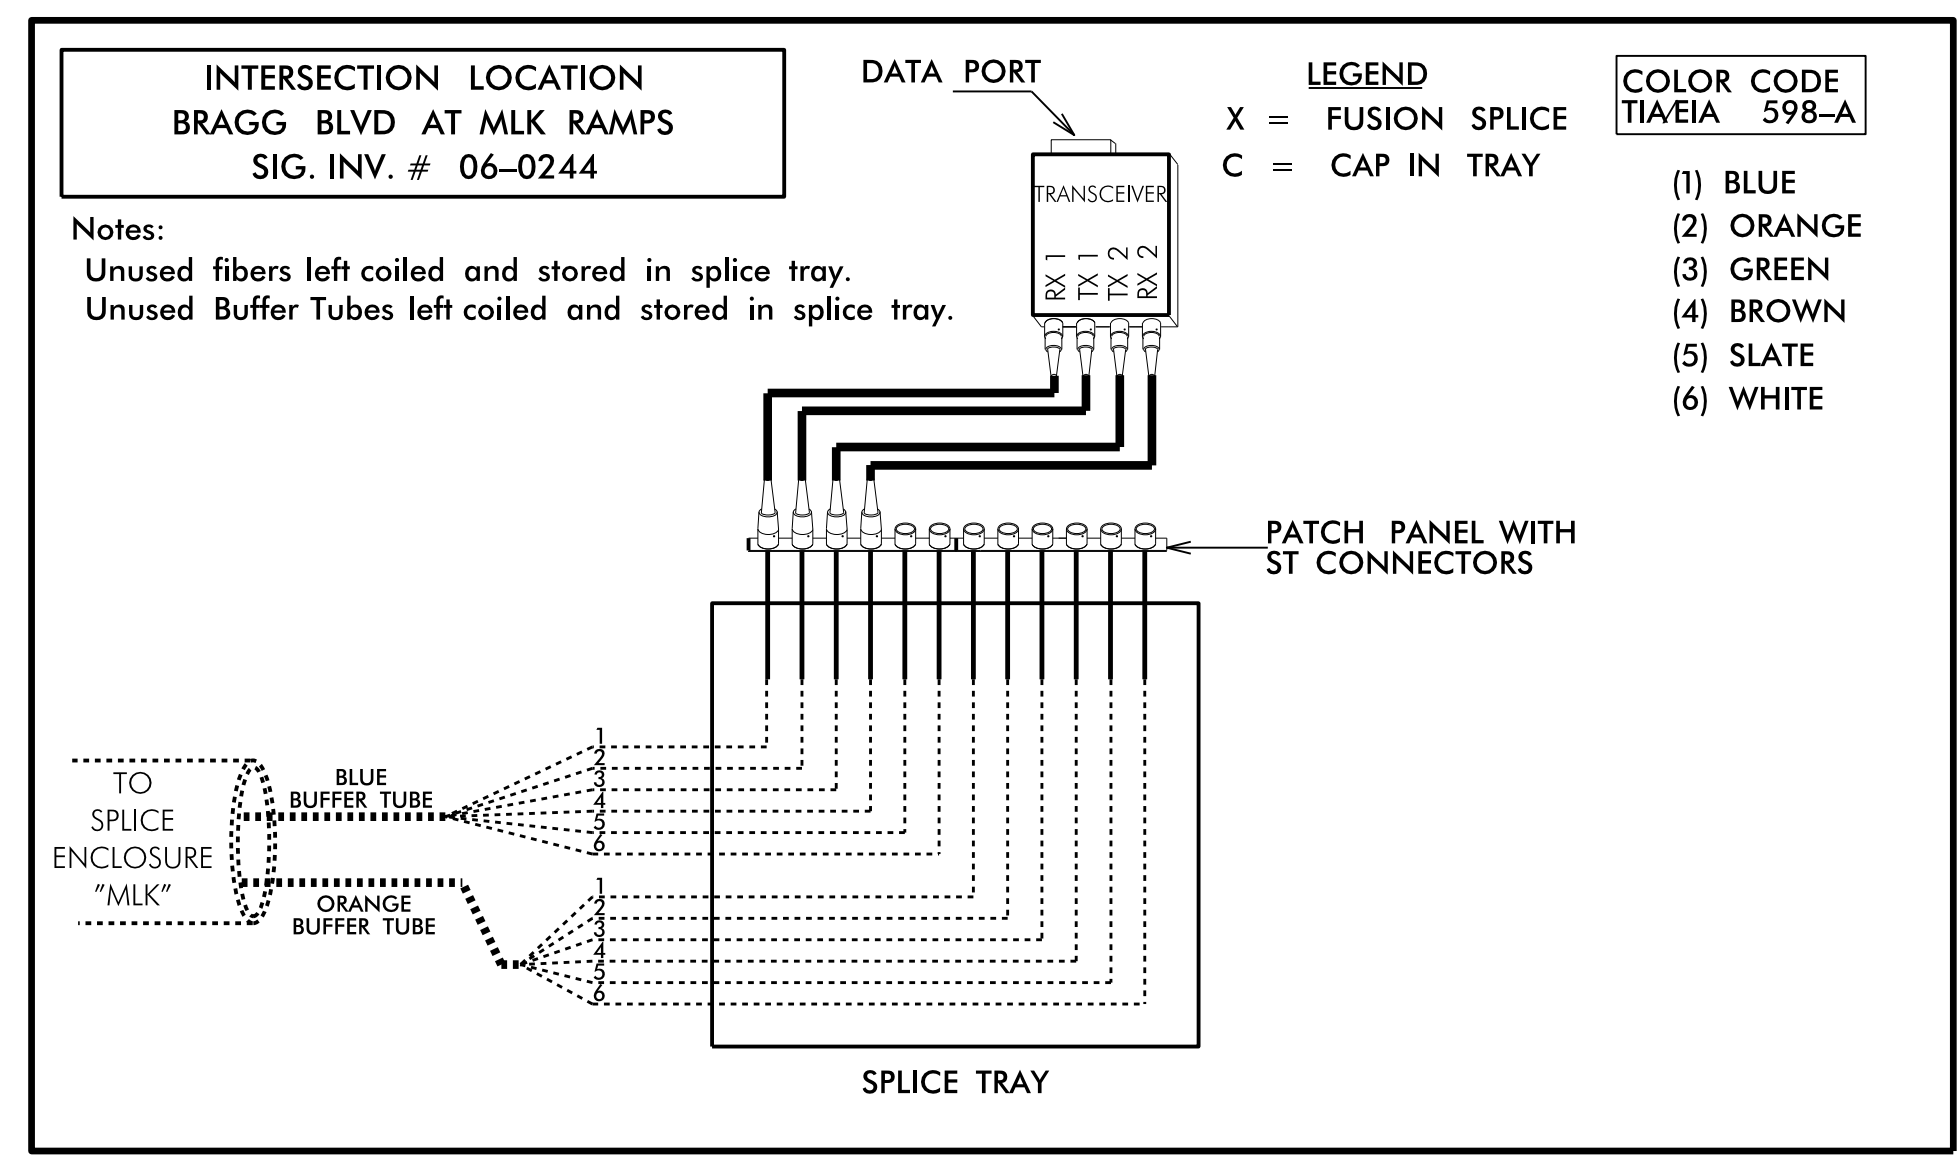 INTERSECTION LOCATION
BRAGG BLVD AT MLK RAMPS
SIG. INV. # 06–0244
Notes:
Unused fibers left coiled and stored in splice tray.
Unused Buffer Tubes left coiled and stored in splice tray.
DATA PORT
TRANSCEIVER
RX 1
TX 1
TX 2
RX 2
LEGEND
X = FUSION SPLICE
C = CAP IN TRAY
COLOR CODE
TIA/EIA 598–A
(1) BLUE
(2) ORANGE
(3) GREEN
(4) BROWN
(5) SLATE
(6) WHITE
PATCH PANEL WITH
ST CONNECTORS
TO
SPLICE
ENCLOSURE
"MLK"
BLUE
BUFFER TUBE
1
2
3
4
5
6
ORANGE
BUFFER TUBE
1
2
3
4
5
6
SPLICE TRAY